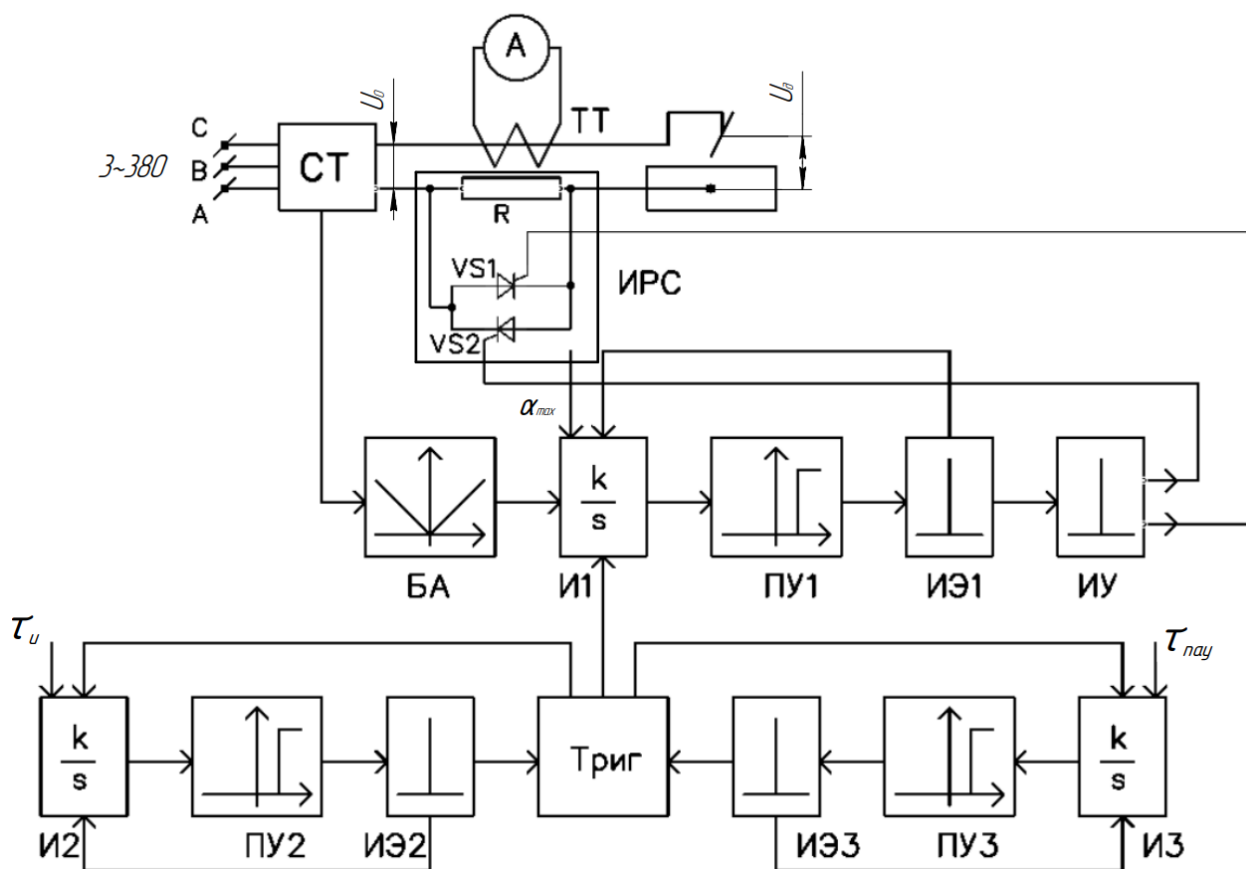 A
U₀
U∂
ТТ
C
3~380
B
A
СТ
R
VS1
ИРС
VS2
αmax
k
s
БА
И1
ПУ1
ИЭ1
ИУ
τи
τпау
k
s
Триг
k
s
И2
ПУ2
ИЭ2
ИЭ3
ПУ3
И3